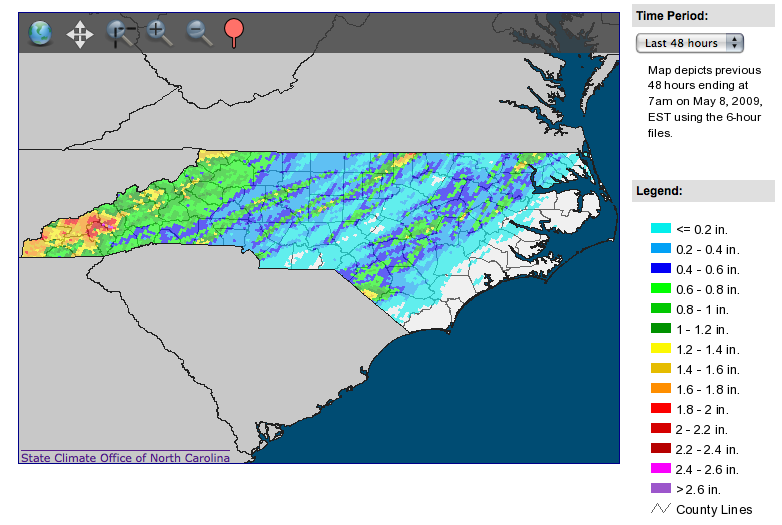 Time Period:
Last 48 hours
Map depicts previous
48 hours ending at
7am on May 8, 2009,
EST using the 6-hour
files.
Legend:
<= 0.2 in.
0.2 - 0.4 in.
0.4 - 0.6 in.
0.6 - 0.8 in.
0.8 - 1 in.
1 - 1.2 in.
1.2 - 1.4 in.
1.4 - 1.6 in.
1.6 - 1.8 in.
1.8 - 2 in.
2 - 2.2 in.
2.2 - 2.4 in.
2.4 - 2.6 in.
> 2.6 in.
County Lines
State Climate Office of North Carolina